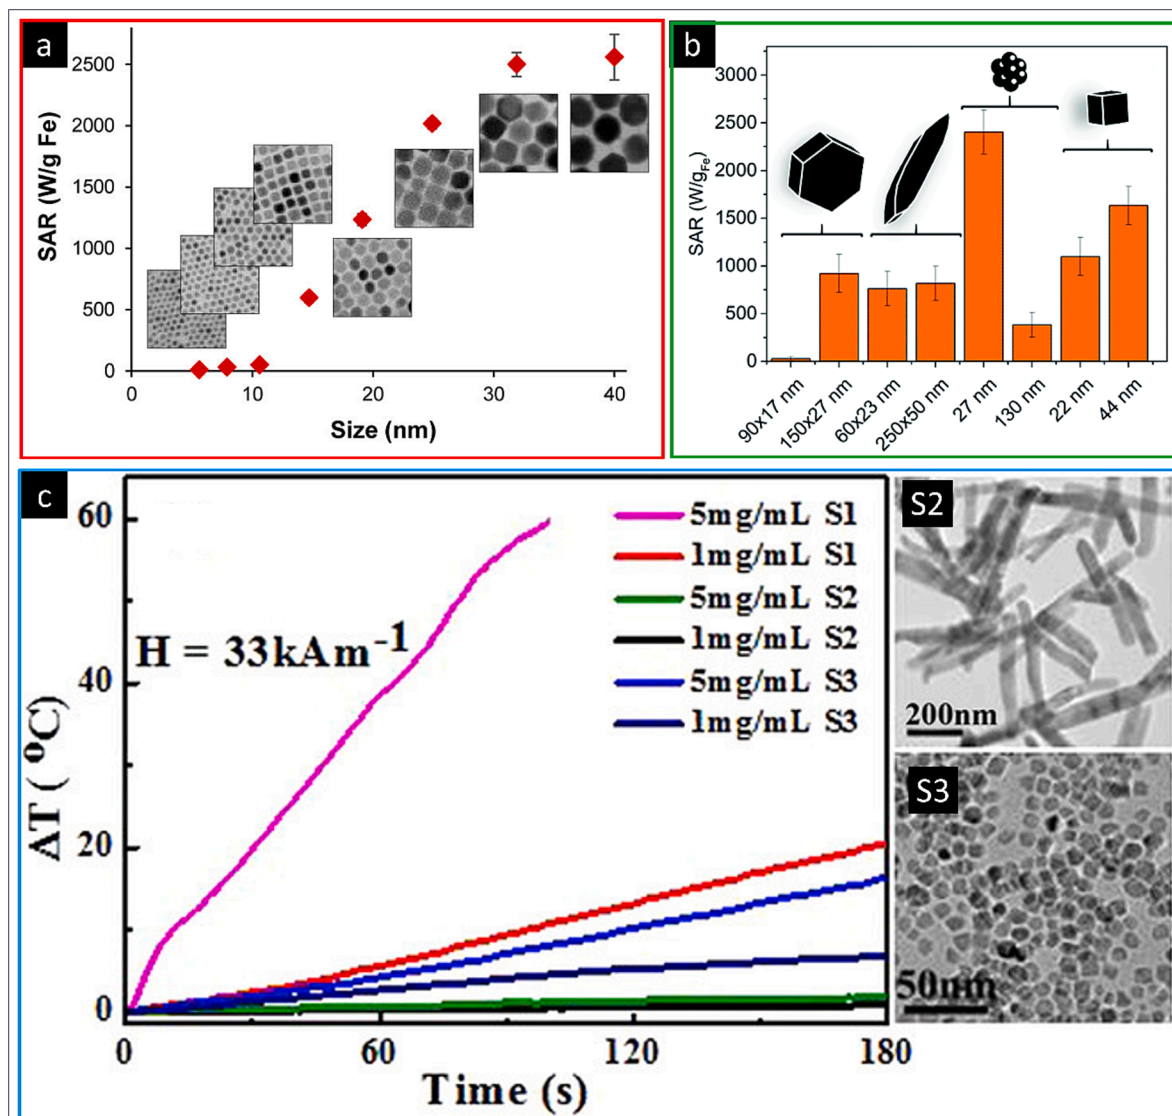 a
SAR (W/g Fe)
2500
2000
1500
1000
500
0
0
10
20
30
40
Size (nm)
b
SAR (W/gFe)
3000
2500
2000
1500
1000
500
0
90x17 nm
150x27 nm
60x23 nm
250x50 nm
27 nm
130 nm
22 nm
44 nm
c
ΔT ( ºC)
60
40
20
0
H = 33kAm-1
5mg/mL S1
1mg/mL S1
5mg/mL S2
1mg/mL S2
5mg/mL S3
1mg/mL S3
0
60
120
180
Time (s)
S2
200nm
S3
50nm